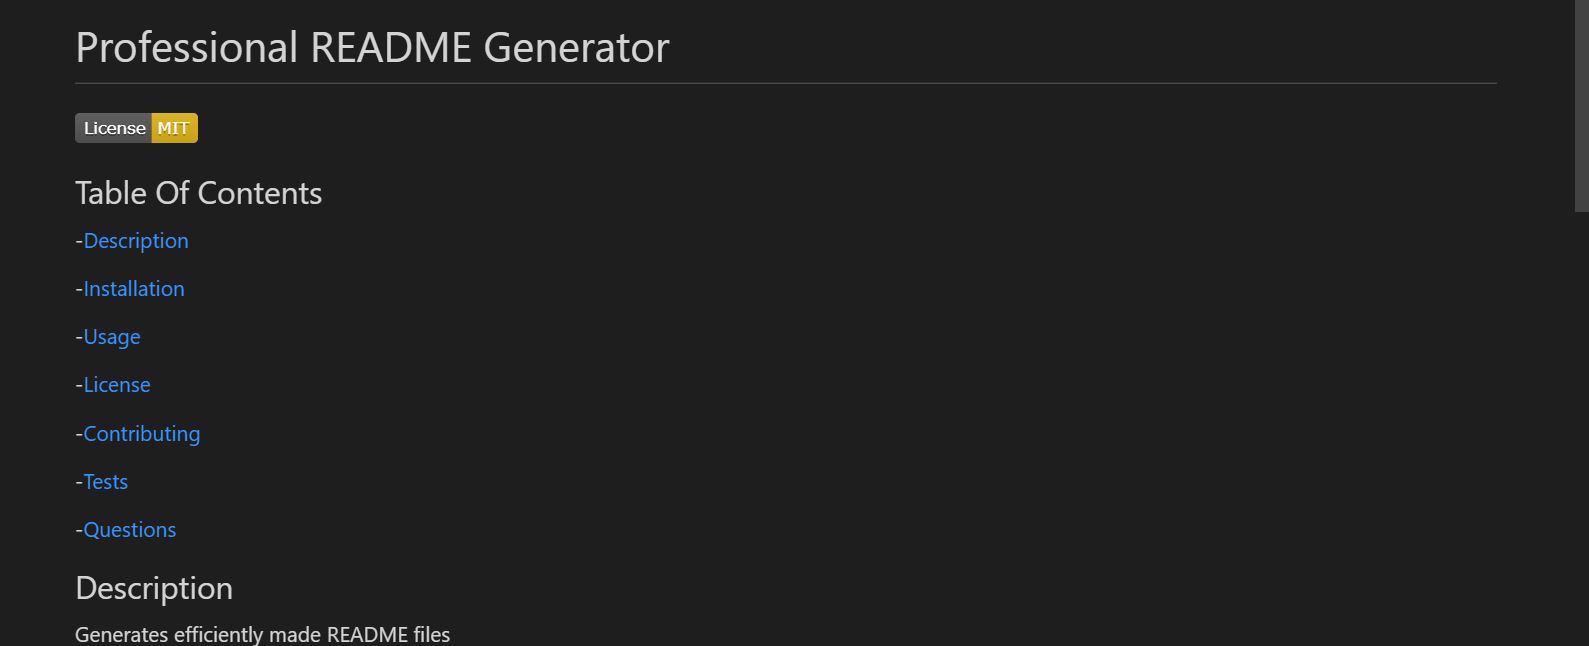 Professional README Generator
License MIT
Table Of Contents
-Description
-Installation
-Usage
-License
-Contributing
-Tests
-Questions
Description
Generates efficiently made README files